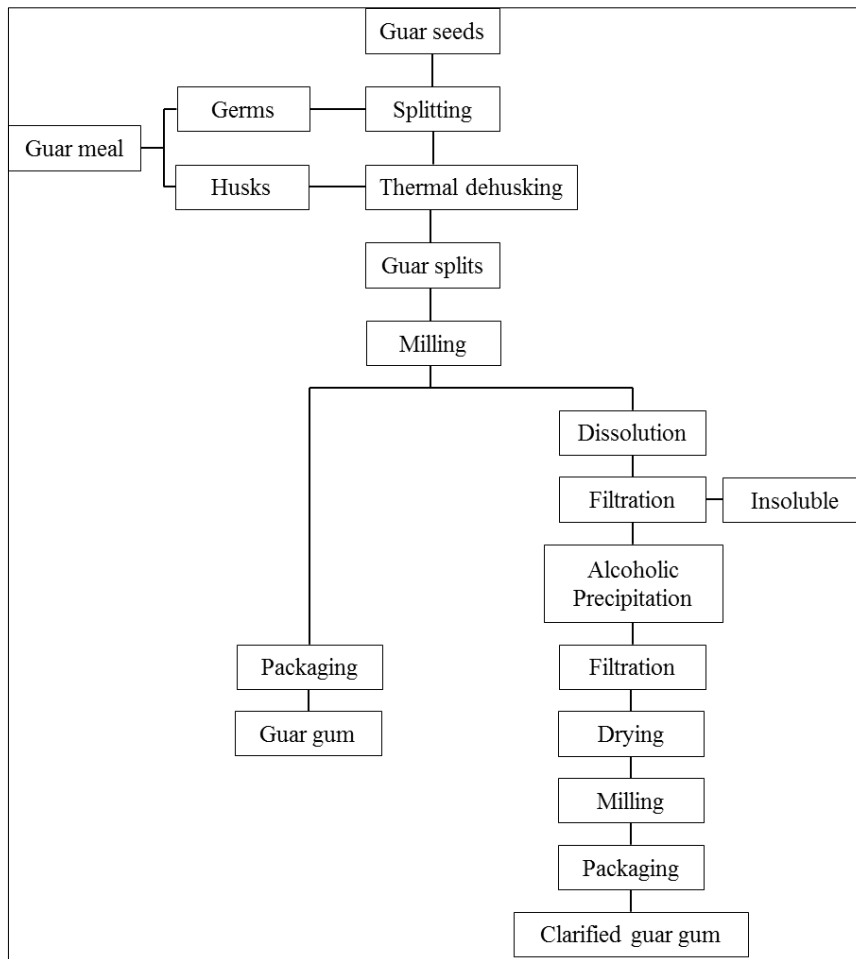 Guar seeds
Germs
Splitting
Guar meal
Husks
Thermal dehusking
Guar splits
Milling
Dissolution
Filtration
Insoluble
Alcoholic
Precipitation
Packaging
Filtration
Guar gum
Drying
Milling
Packaging
Clarified guar gum